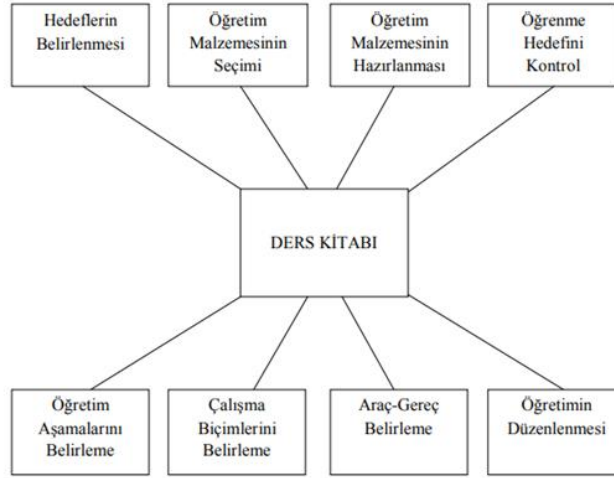 Hedeflerin
Belirlenmesi
Öğretim
Malzemesinin
Seçimi
Öğretim
Malzemesinin
Hazırlanması
Öğrenme
Hedefini
Kontrol
DERS KİTABI
Öğretim
Aşamalarını
Belirleme
Çalışma
Biçimlerini
Belirleme
Araç-Gereç
Belirleme
Öğretimin
Düzenlenmesi